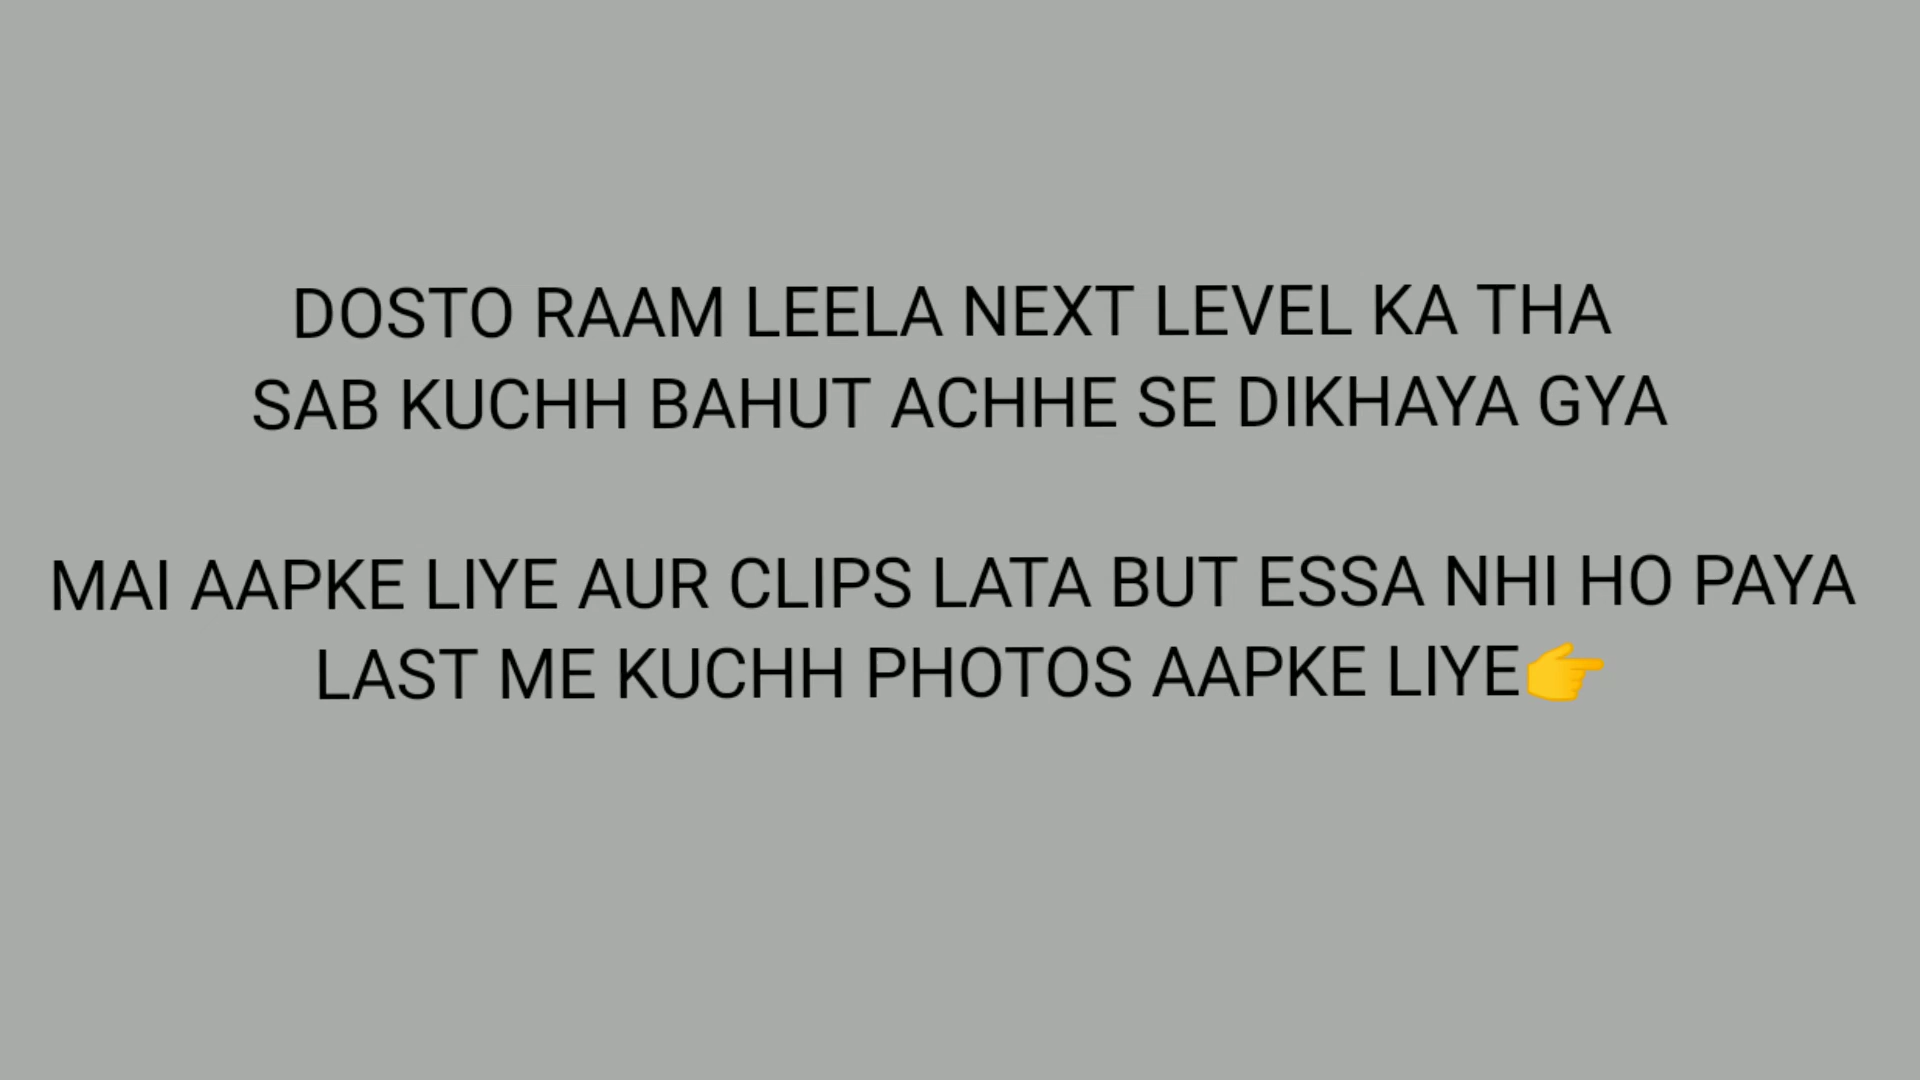 DOSTO RAAM LEELA NEXT LEVEL KA THA
SAB KUCHH BAHUT ACHHE SE DIKHAYA GYA
MAI AAPKE LIYE AUR CLIPS LATA BUT ESSA NHI HO PAYA
LAST ME KUCHH PHOTOS AAPKE LIYE👉